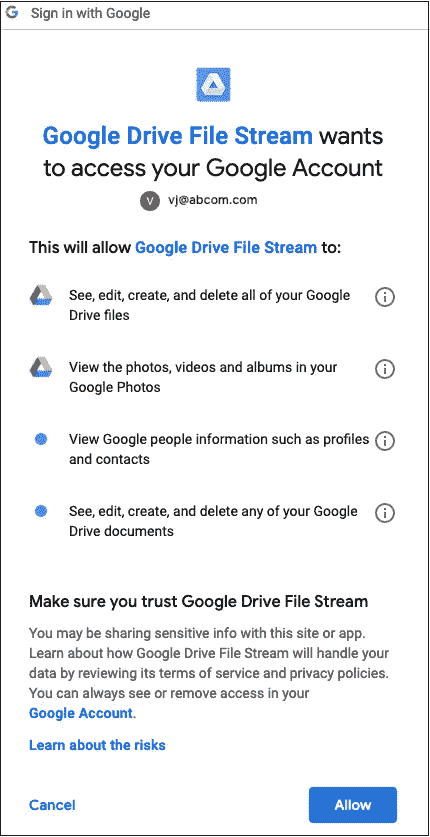 Sign in with Google
Google Drive File Stream wants
to access your Google Account
V vj@abcom.com
This will allow Google Drive File Stream to:
See, edit, create, and delete all of your Google
Drive files
View the photos, videos and albums in your
Google Photos
View Google people information such as profiles
and contacts
See, edit, create, and delete any of your Google
Drive documents
Make sure you trust Google Drive File Stream
You may be sharing sensitive info with this site or app.
Learn about how Google Drive File Stream will handle your
data by reviewing its terms of service and privacy policies.
You can always see or remove access in your
Google Account.
Learn about the risks
Cancel Allow